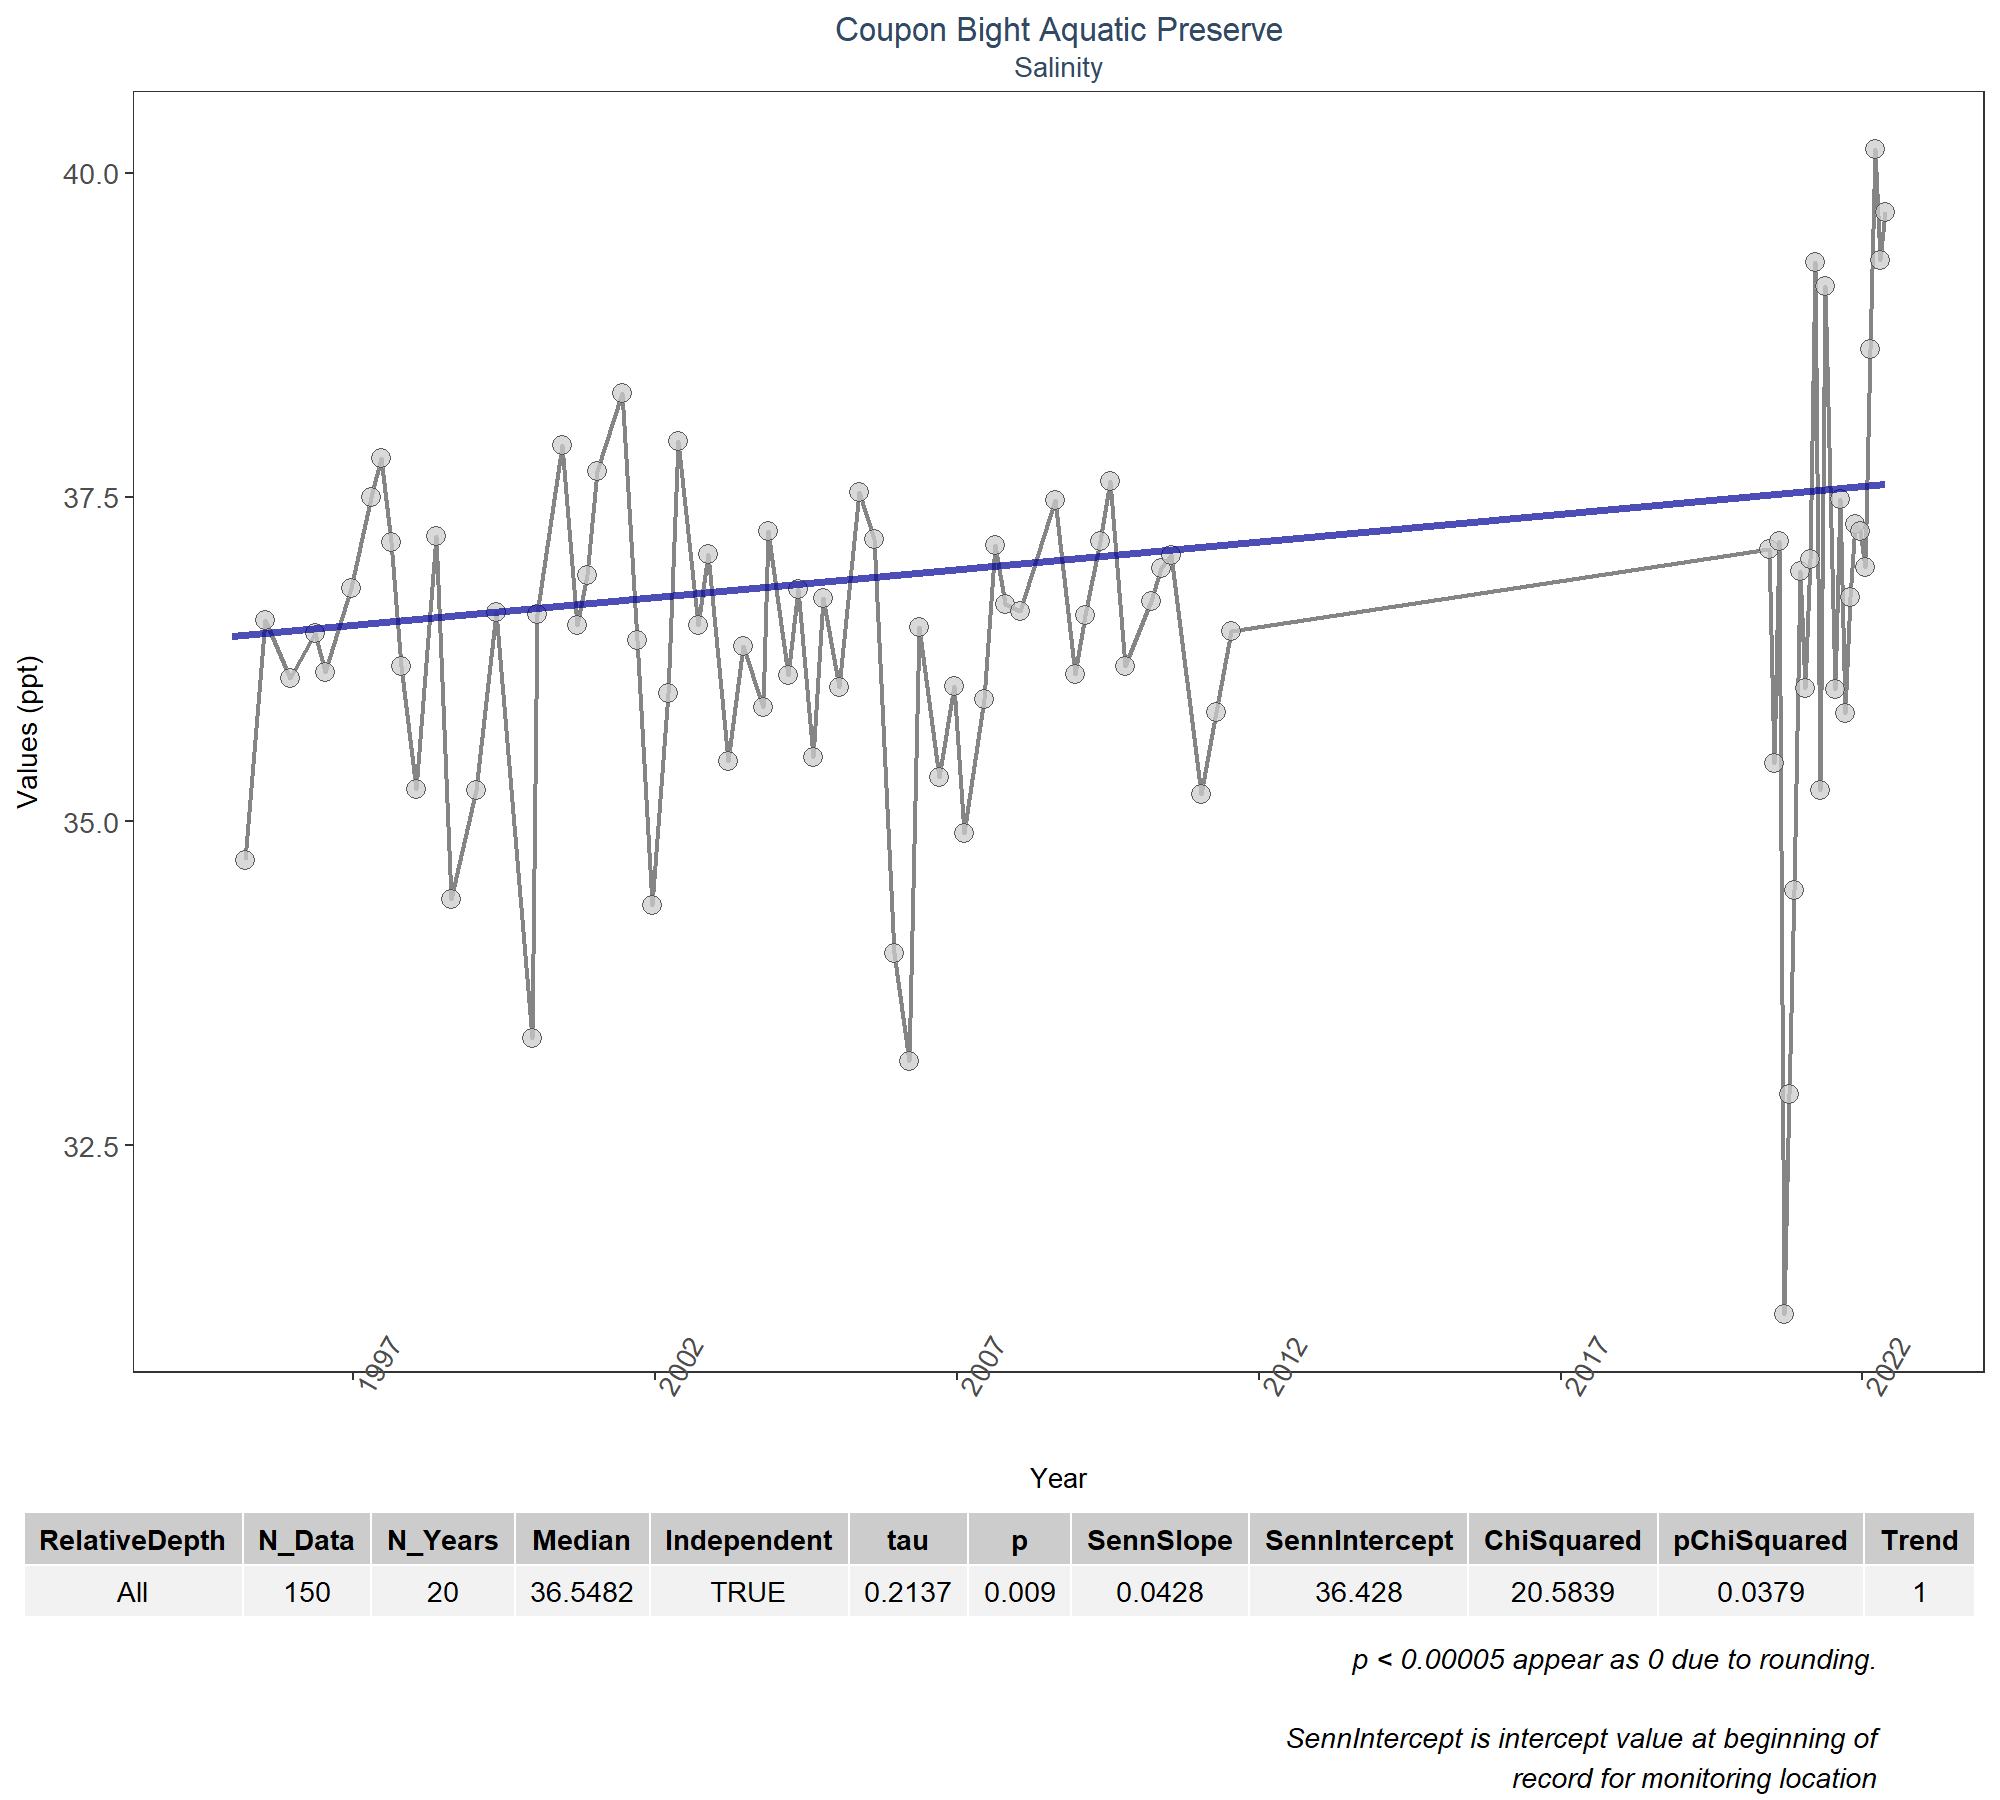 Coupon Bight Aquatic Preserve
Salinity
40.0
37.5
35.0
32.5
Values (ppt)
1997 2002 2007 2012 2017 2022
Year
RelativeDepth N_Data N_Years Median Independent tau p SennSlope SennIntercept ChiSquared pChiSquared Trend
All 150 20 36.5482 TRUE 0.2137 0.009 0.0428 36.428 20.5839 0.0379 1
p < 0.00005 appear as 0 due to rounding.
SennIntercept is intercept value at beginning of
record for monitoring location